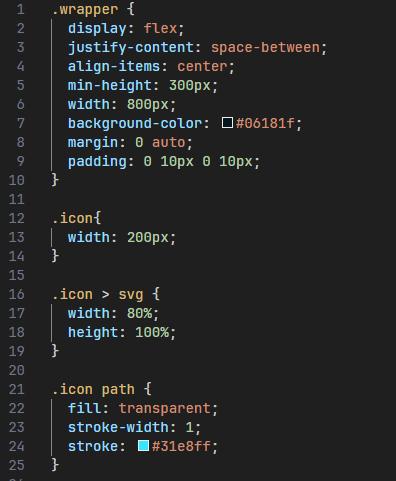 1 .wrapper {
2 display: flex;
3 justify-content: space-between;
4 align-items: center;
5 min-height: 300px;
6 width: 800px;
7 background-color: #06181f;
8 margin: 0 auto;
9 padding: 0 10px 0 10px;
10 }
11
12 .icon{
13 width: 200px;
14 }
15
16 .icon > svg {
17 width: 80%;
18 height: 100%;
19 }
20
21 .icon path {
22 fill: transparent;
23 stroke-width: 1;
24 stroke: #31e8ff;
25 }